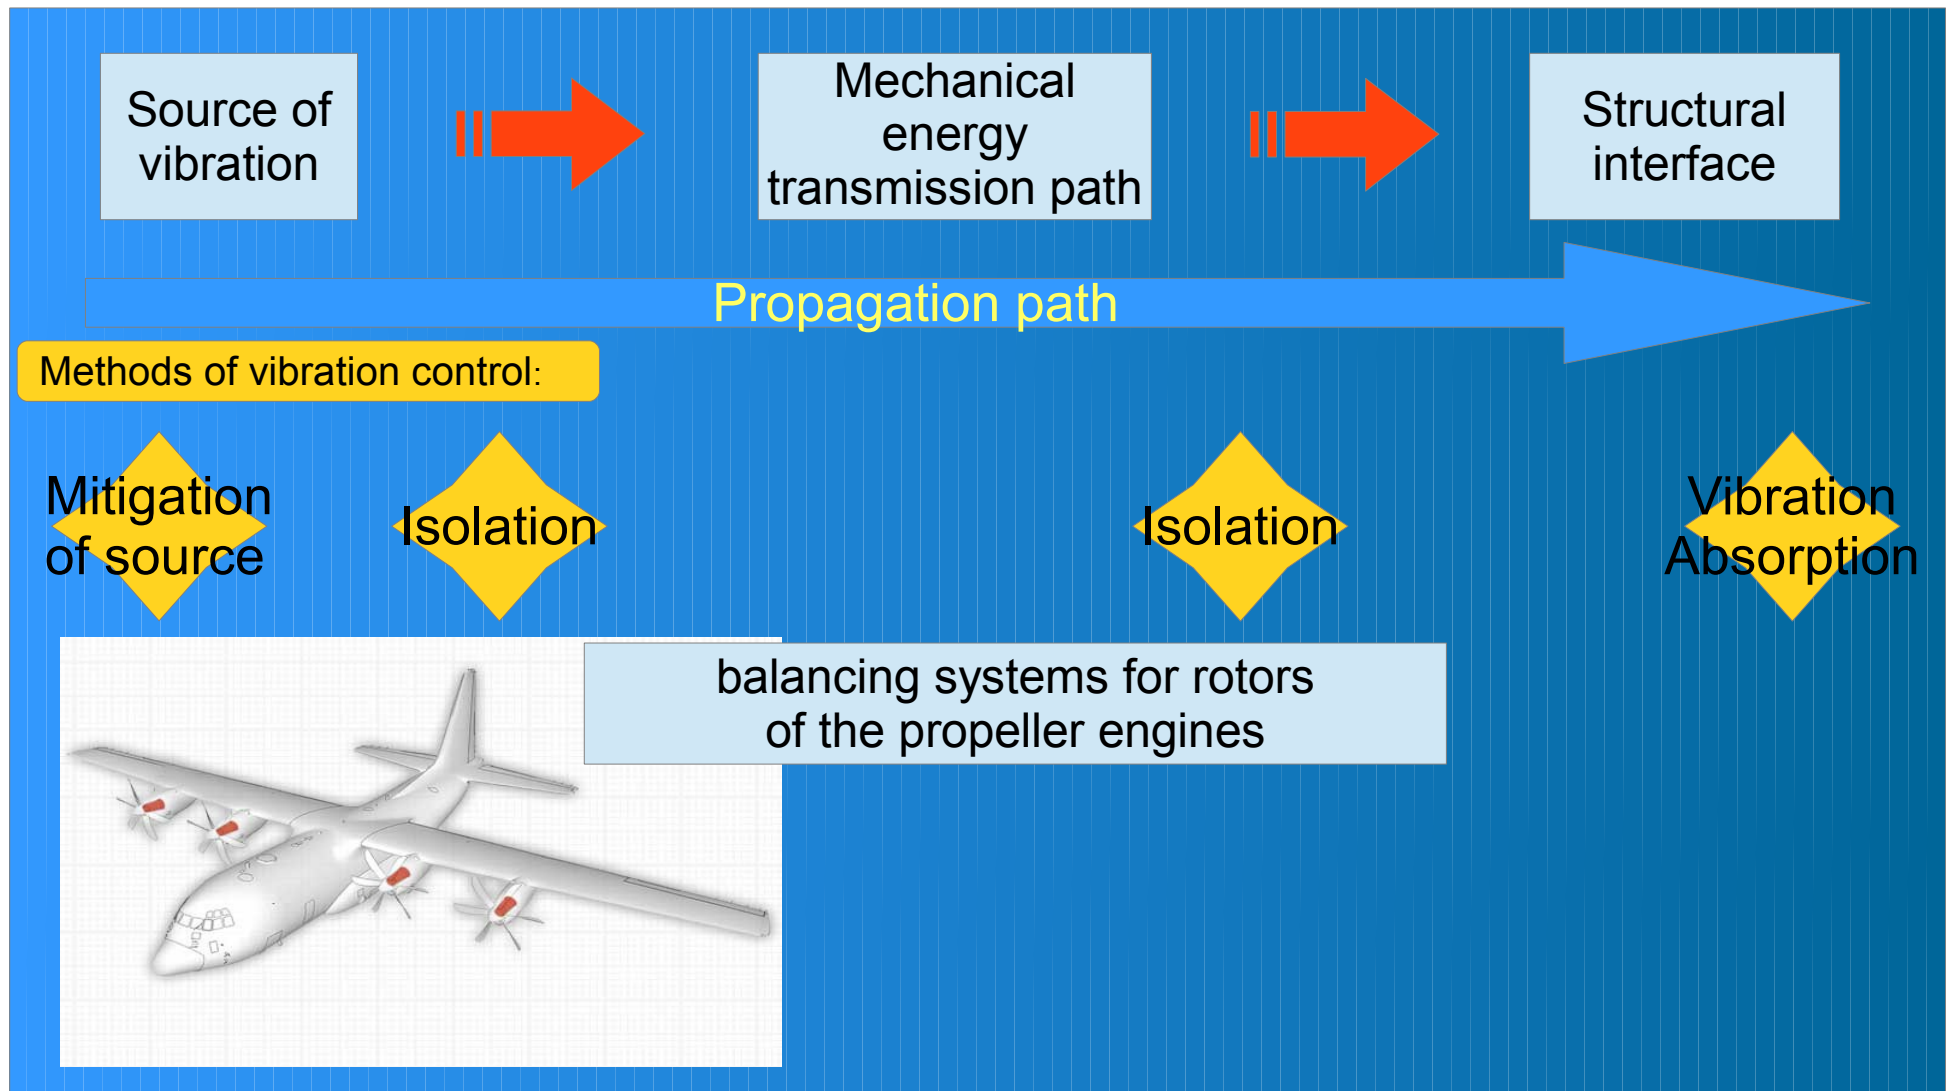 Source of
vibration
Mechanical
energy
transmission path
Structural
interface
Propagation path
Methods of vibration control:
Mitigation
of source
Isolation
Isolation
Vibration
Absorption
balancing systems for rotors
of the propeller engines